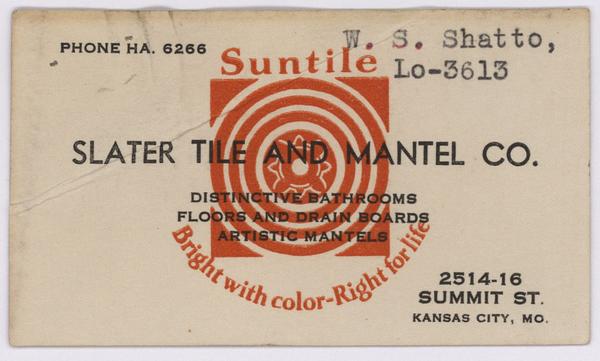 PHONE HA. 6266
W. S. Shatto,
Lo-3613
Suntile
SLATER TILE AND MANTEL CO.
DISTINCTIVE BATHROOMS
FLOORS AND DRAIN BOARDS
ARTISTIC MANTELS
Bright with color-Right for life
2514-16
SUMMIT ST.
KANSAS CITY, MO.